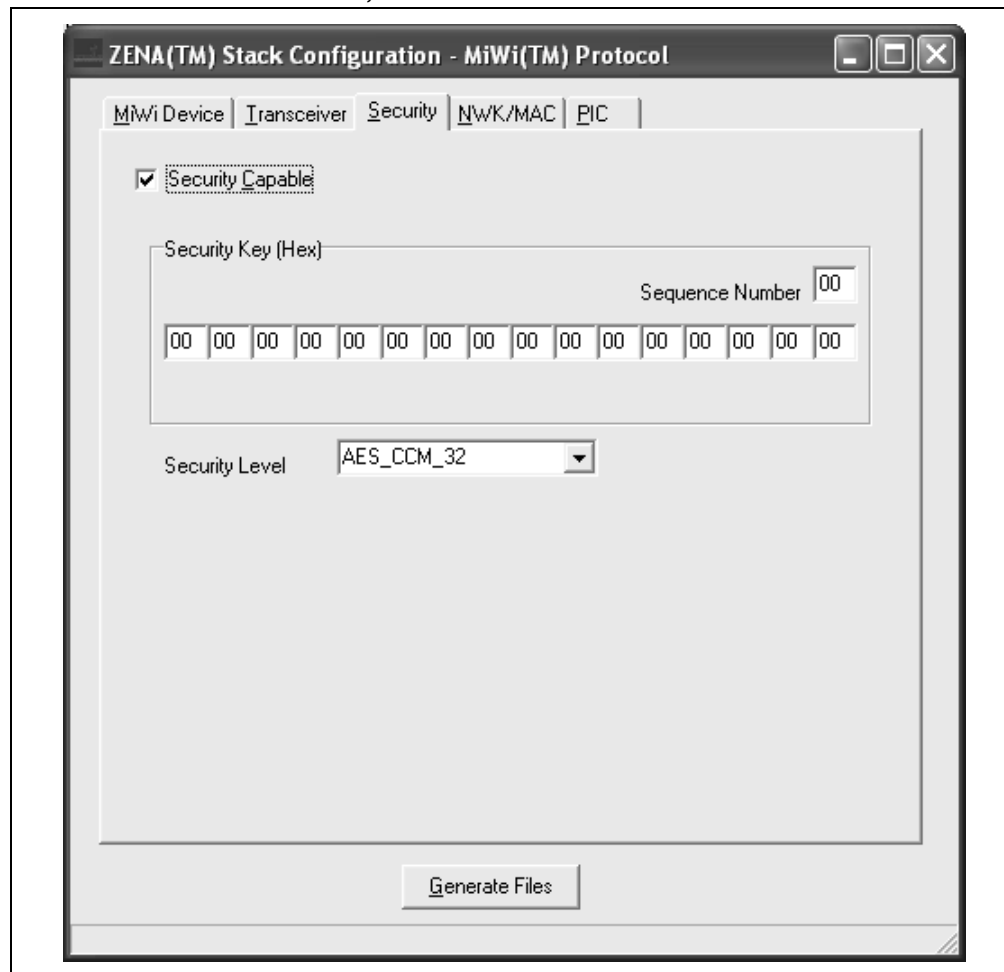 ZENA(TM) Stack Configuration - MiWi(TM) Protocol
MiWi Device Transceiver Security NWK/MAC PIC
Security Capable
Security Key (Hex)
Sequence Number 00
00 00 00 00 00 00 00 00 00 00 00 00 00 00 00 00
Security Level AES_CCM_32
Generate Files